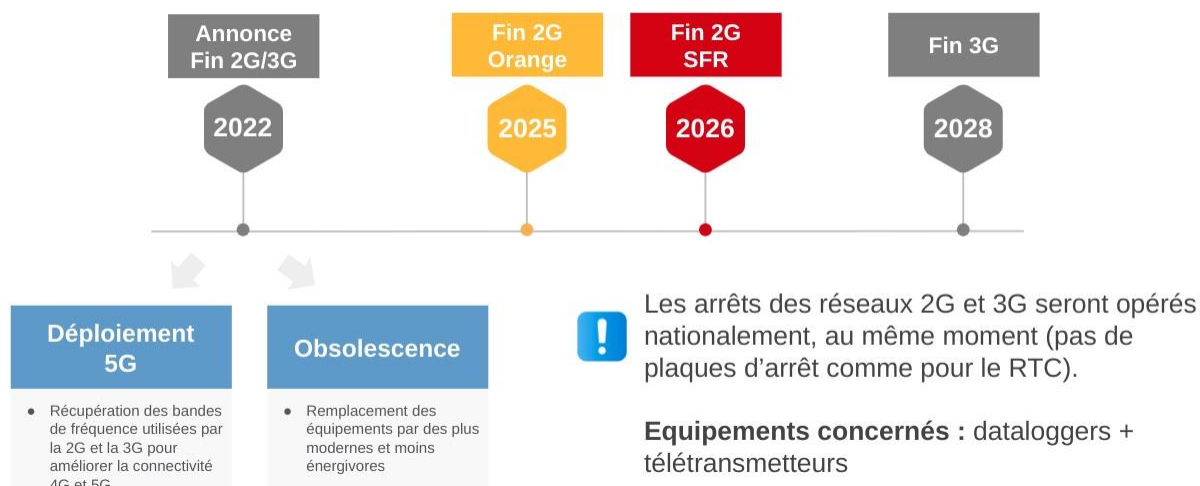 Annonce
Fin 2G/3G
Fin 2G
Orange
Fin 2G
SFR
Fin 3G
2022
2025
2026
2028
Déploiement
5G
● Récupération des bandes
de fréquence utilisées par
la 2G et la 3G pour
améliorer la connectivité
4G et 5G
Obsolescence
● Remplacement des
équipements par des plus
modernes et moins
énergivores
Les arrêts des réseaux 2G et 3G seront opérés
nationalement, au même moment (pas de
plaques d’arrêt comme pour le RTC).
Equipements concernés : dataloggers +
télétransmetteurs